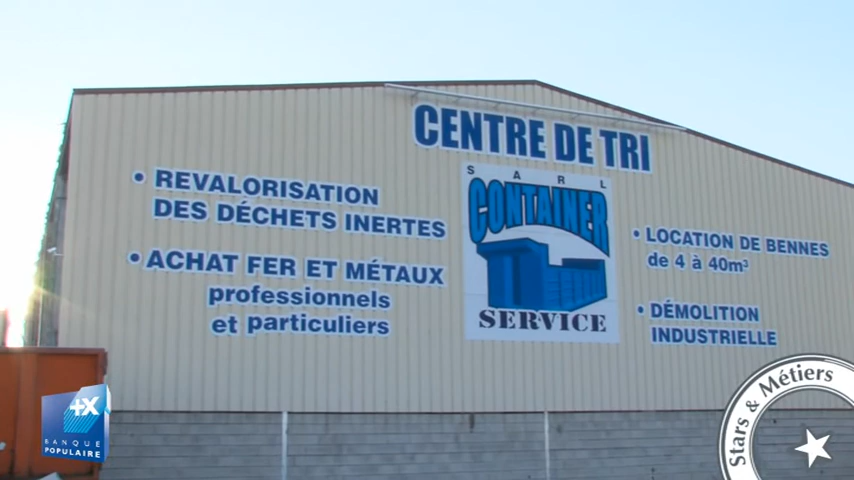 CENTRE DE TRI
• REVALORISATION
DES DÉCHETS INERTES
• ACHAT FER ET MÉTAUX
professionnels
et particuliers
SARL
CONTAINER
SERVICE
• LOCATION DE BENNES
de 4 à 40m³
• DÉMOLITION
INDUSTRIELLE
+X
BANQUE
POPULAIRE
Stars & Métiers